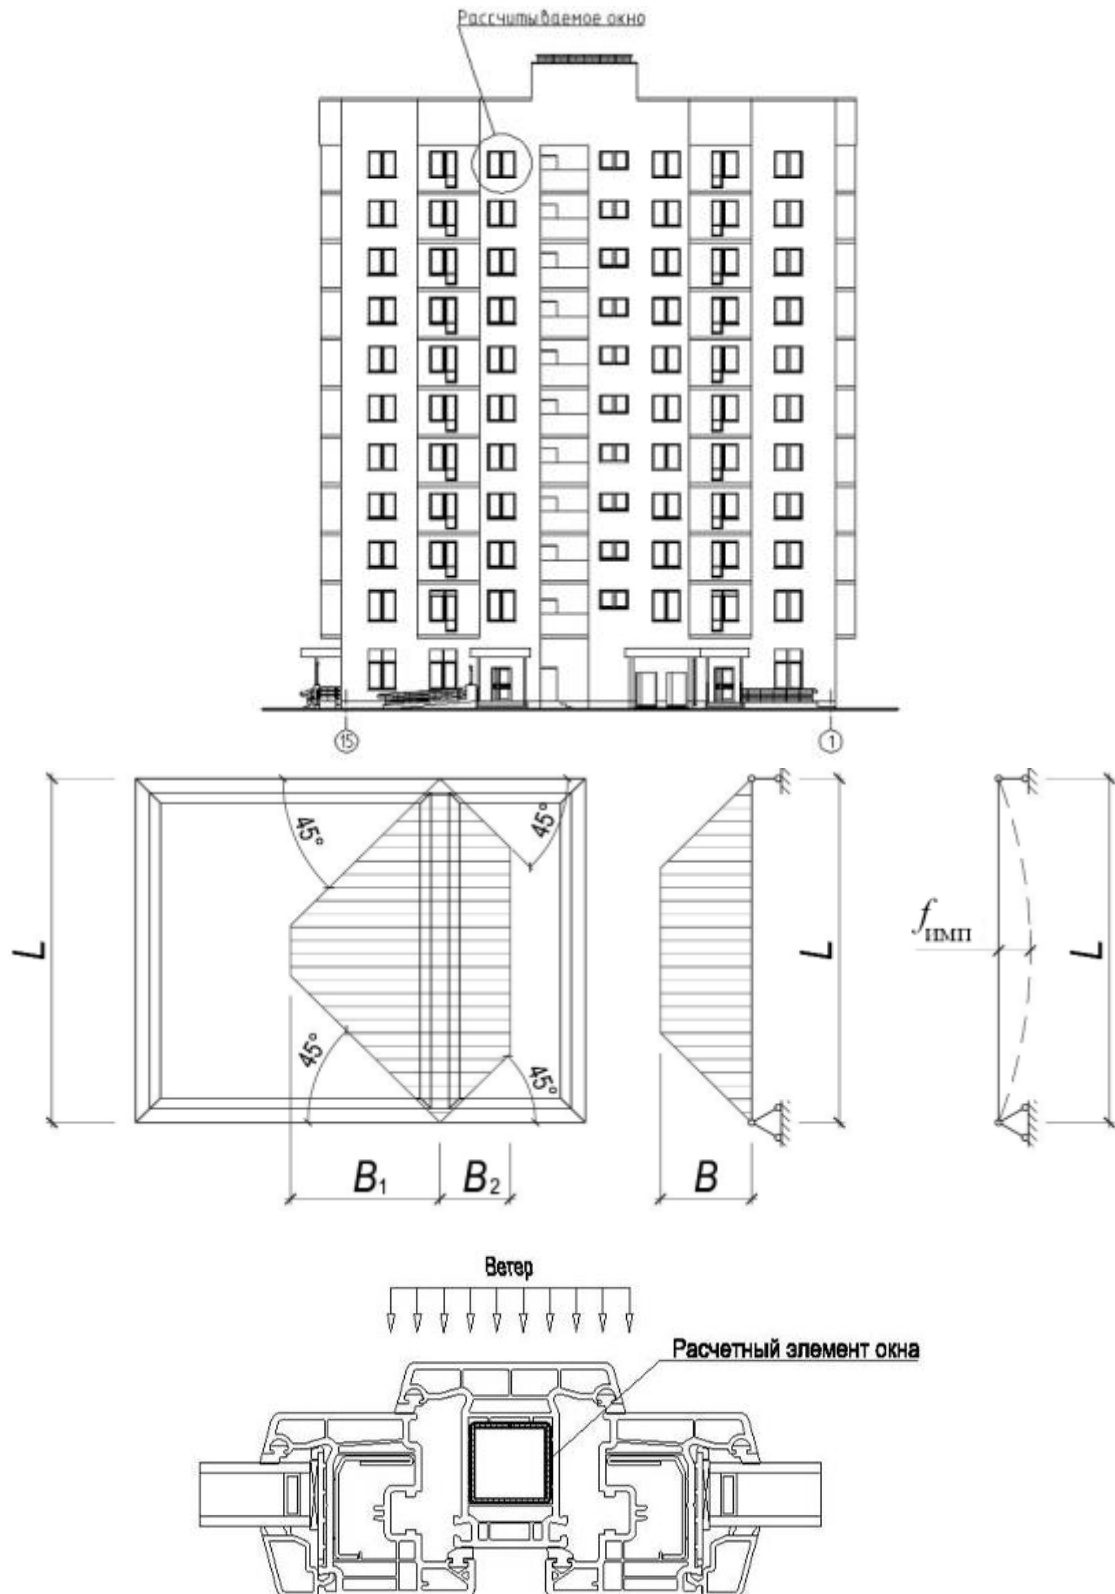 Рассчитываемое окно
15
1
45°
45°
L
45°
45°
B₁
B₂
L
B
fимп
L
Ветер
Расчетный элемент окна